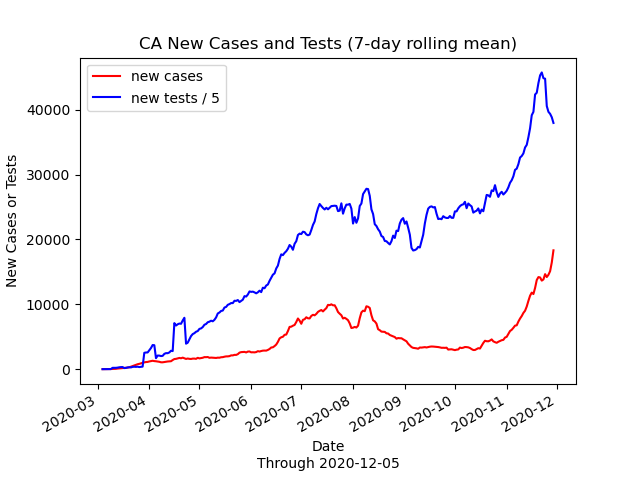 CA New Cases and Tests (7-day rolling mean)
new cases
new tests / 5
New Cases or Tests
40000
30000
20000
10000
0
2020-03
2020-04
2020-05
2020-06
2020-07
2020-08
2020-09
2020-10
2020-11
2020-12
Date
Through 2020-12-05